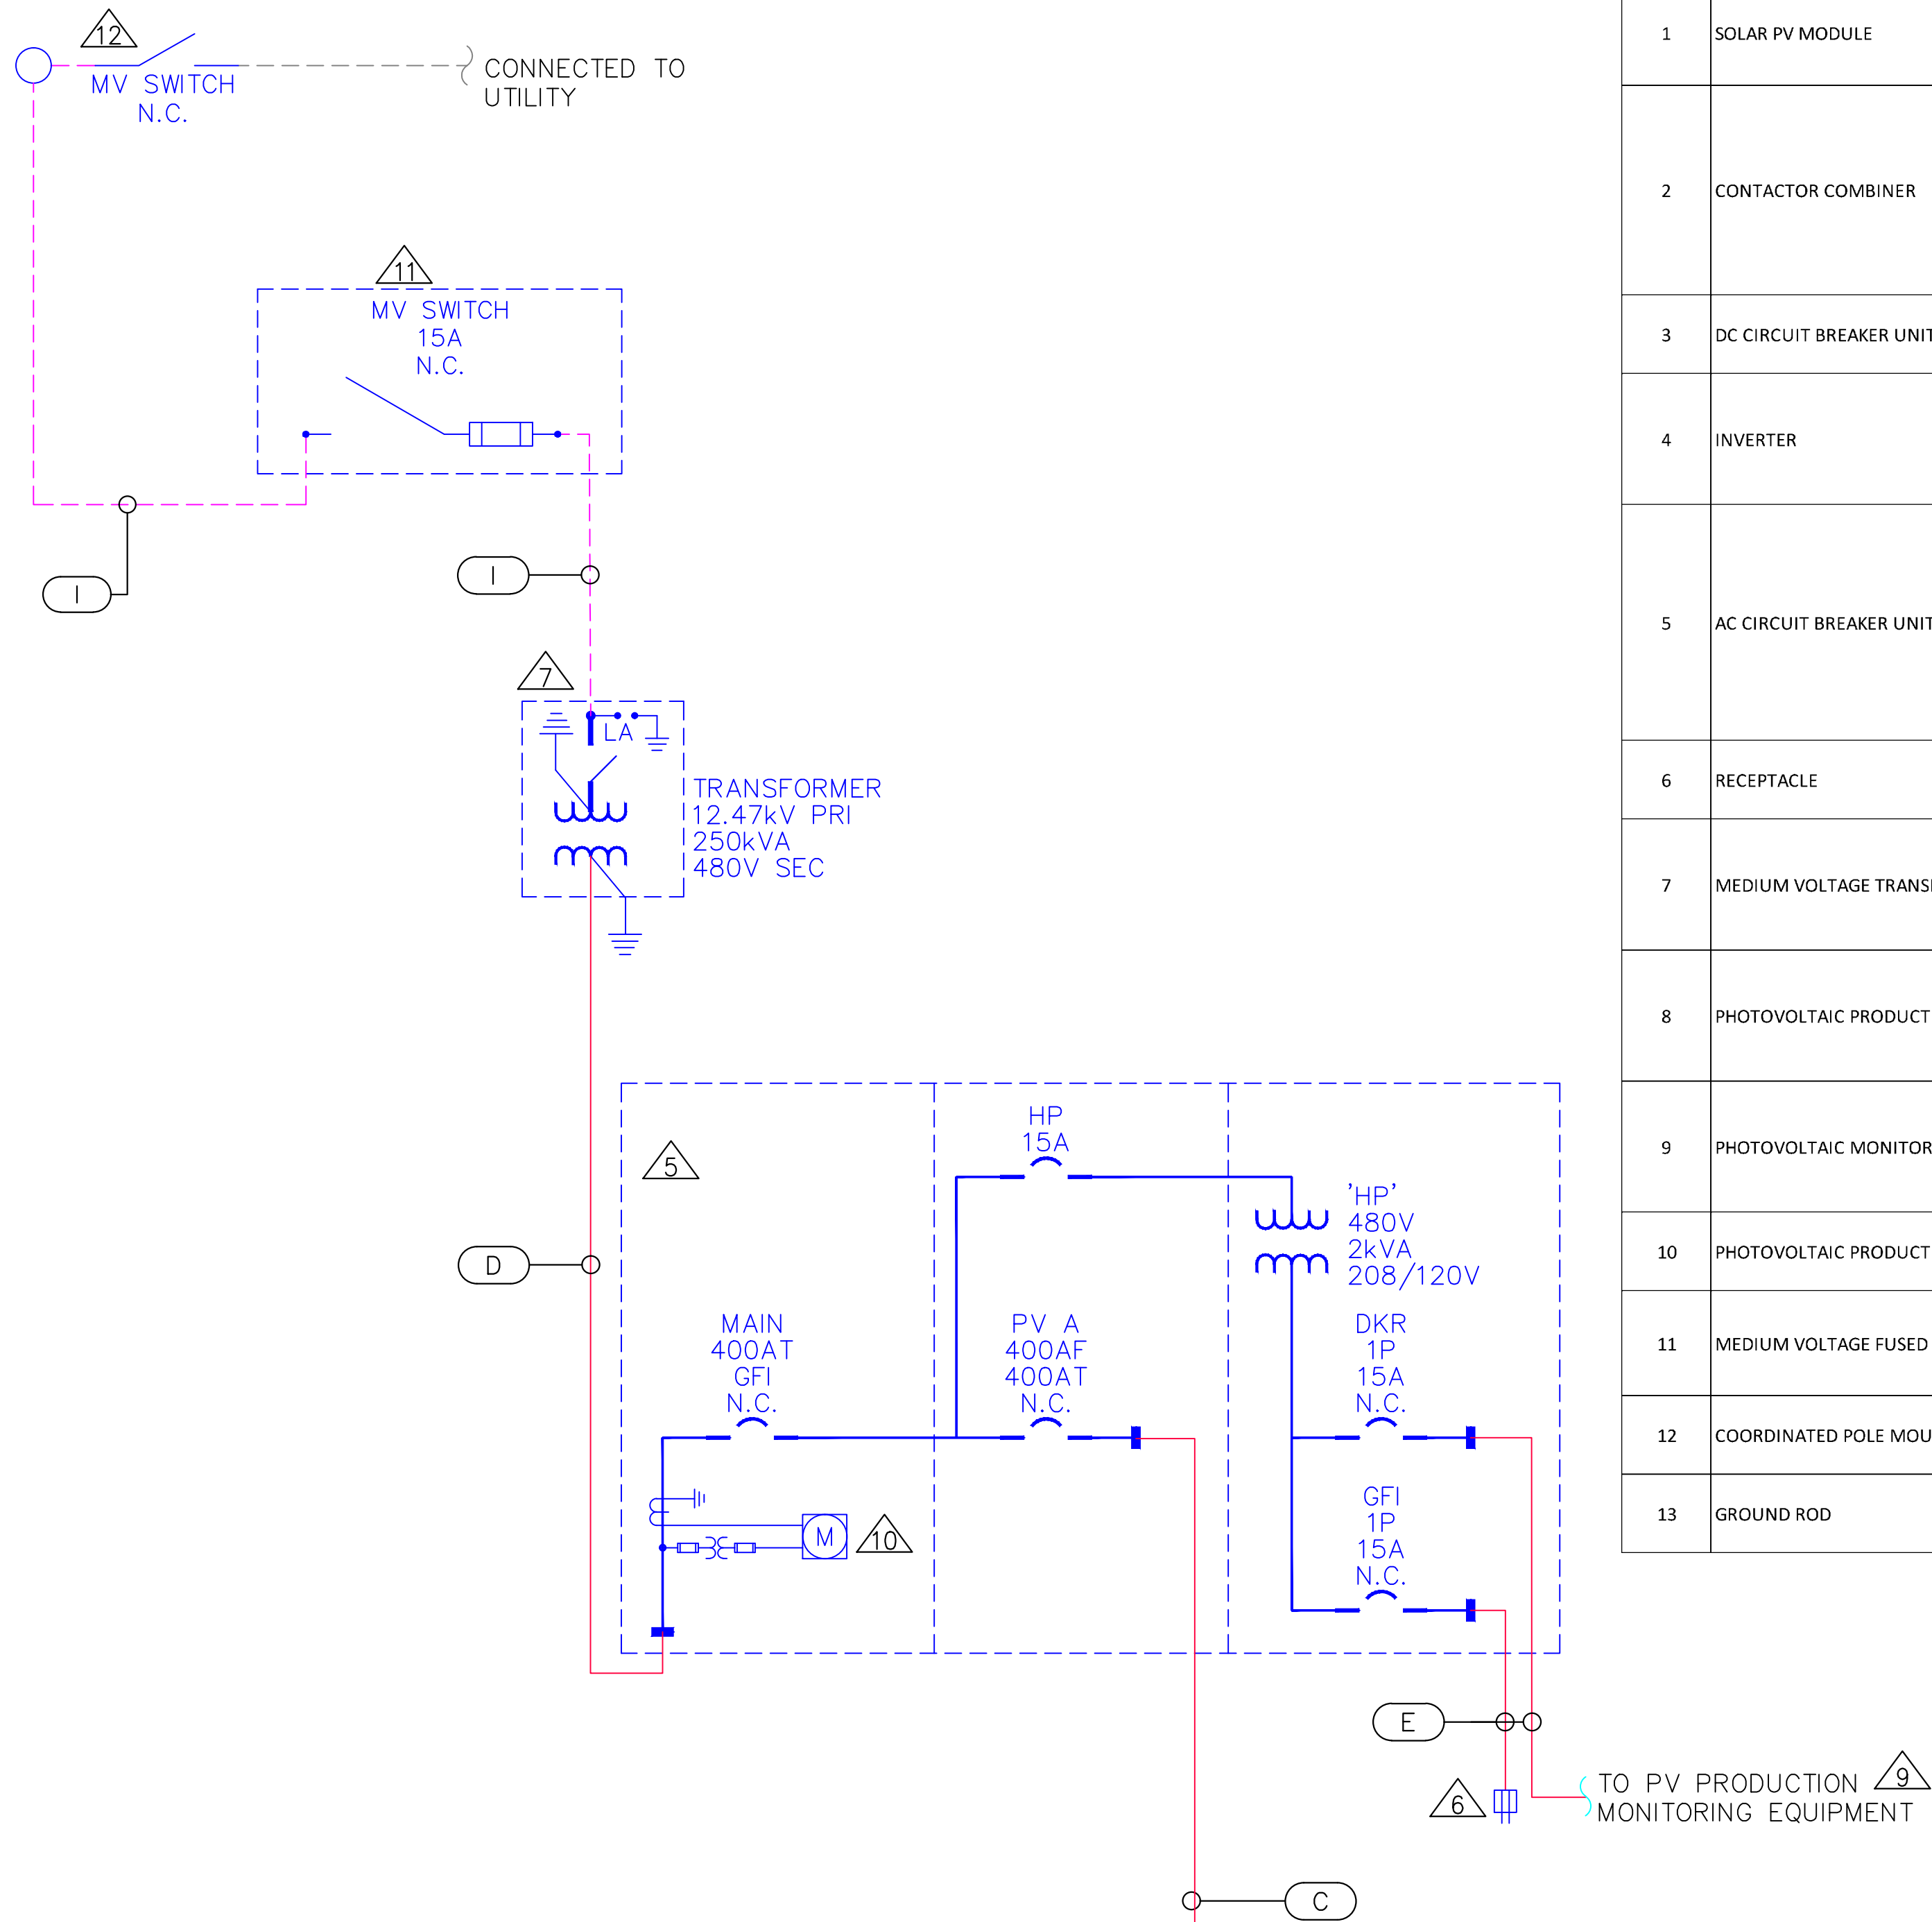 12
MV SWITCH
N.C.
CONNECTED TO
UTILITY
11
MV SWITCH
15A
N.C.
I
I
7
LA
TRANSFORMER
12.47kV PRI
250kVA
480V SEC
5
HP
15A
'HP'
480V
2kVA
208/120V
D
MAIN
400AT
GFI
N.C.
PV A
400AF
400AT
N.C.
DKR
1P
15A
N.C.
M
10
GFI
1P
15A
N.C.
E
6
TO PV PRODUCTION
MONITORING EQUIPMENT
9
C
1 SOLAR PV MODULE
2 CONTACTOR COMBINER
3 DC CIRCUIT BREAKER UNIT
4 INVERTER
5 AC CIRCUIT BREAKER UNIT
6 RECEPTACLE
7 MEDIUM VOLTAGE TRANS
8 PHOTOVOLTAIC PRODUCT
9 PHOTOVOLTAIC MONITOR
10 PHOTOVOLTAIC PRODUCT
11 MEDIUM VOLTAGE FUSED
12 COORDINATED POLE MOU
13 GROUND ROD